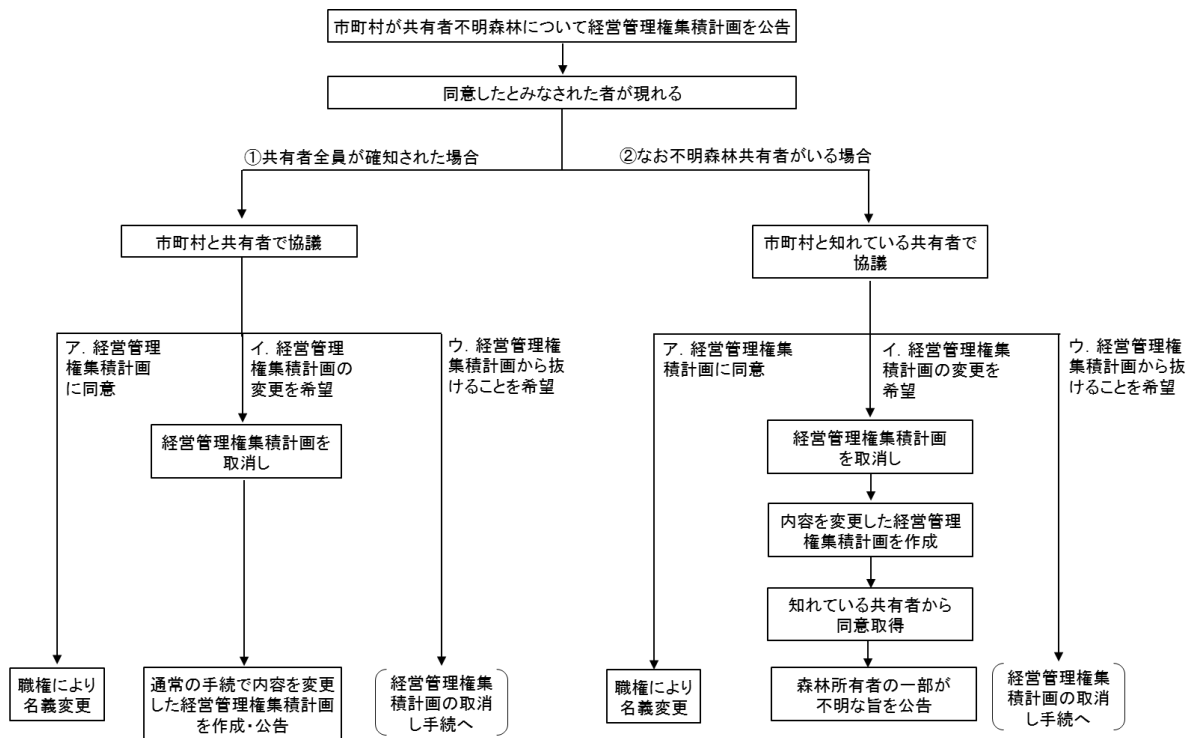 市町村が共有者不明森林について経営管理権集積計画を公告
同意したとみなされた者が現れる
①共有者全員が確知された場合
②なお不明森林共有者がいる場合
市町村と共有者で協議
市町村と知れている共有者で
協議
ア．経営管理
権集積計画
に同意
イ．経営管理
権集積計画の
変更を希望
ウ．経営管理権
集積計画から抜
けることを希望
ア．経営管理権集
積計画に同意
イ．経営管理権集
積計画の変更を
希望
ウ．経営管理権
集積計画から抜
けることを希望
経営管理権集積計画を
取消し
経営管理権集積計画
を取消し
内容を変更した経営管理
権集積計画を作成
知れている共有者から
同意取得
職権により
名義変更
通常の手続で内容を変更
した経営管理権集積計画
を作成・公告
経営管理権集
積計画の取消
し手続へ
職権により
名義変更
森林所有者の一部が
不明な旨を公告
経営管理権集
積計画の取消
し手続へ